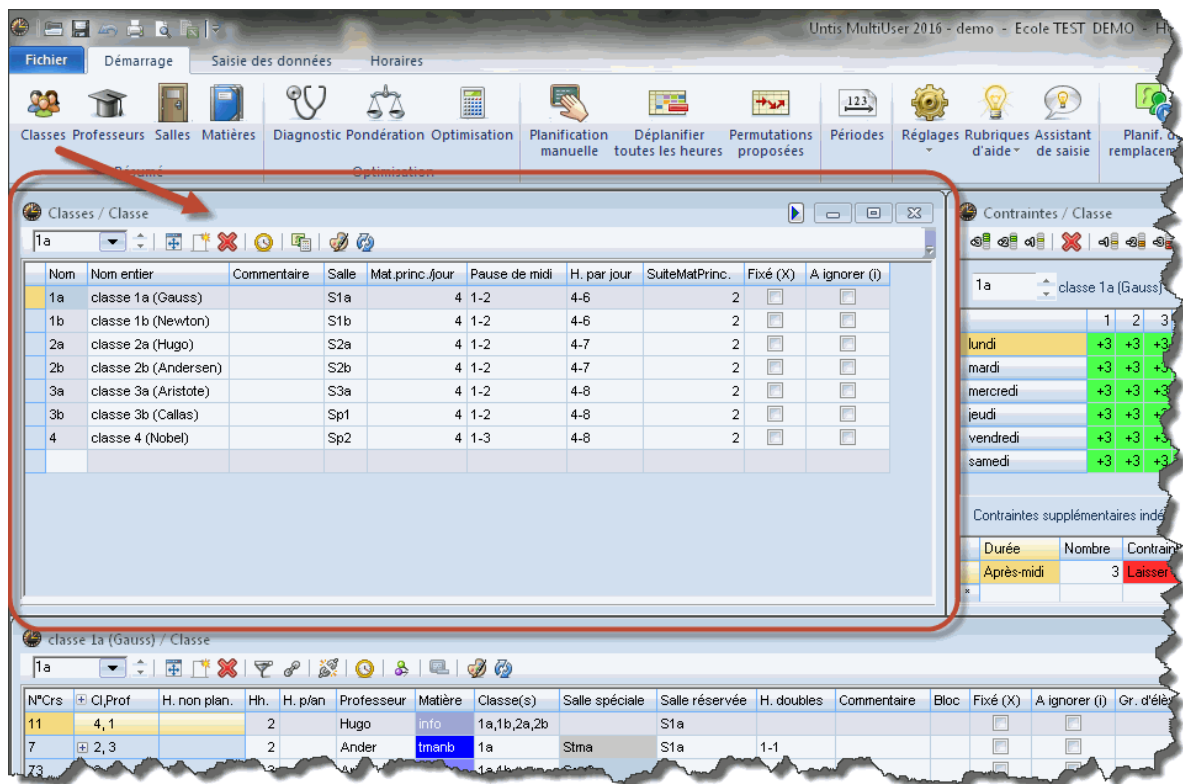 Untis MultiUser 2016 - demo - Ecole TEST DEMO - H
Fichier Démarrage Saisie des données Horaires
Classes Professeurs Salles Matières Diagnostic Pondération Optimisation Planification manuelle Déplanifier toutes les heures Permutations proposées 123 Périodes Réglages Rubriques d'aide Assistant de saisie Planif. d remplacem
Résumé Optimisation
Classes / Classe
1a
Nom Nom entier Commentaire Salle Mat.princ./jour Pause de midi H. par jour SuiteMatPrinc. Fixé (X) A ignorer (i)
1a classe 1a (Gauss) S1a 4 1-2 4-6 2
1b classe 1b (Newton) S1b 4 1-2 4-6 2
2a classe 2a (Hugo) S2a 4 1-2 4-7 2
2b classe 2b (Andersen) S2b 4 1-2 4-7 2
3a classe 3a (Aristote) S3a 4 1-2 4-8 2
3b classe 3b (Callas) Sp1 4 1-2 4-8 2
4 classe 4 (Nobel) Sp2 4 1-3 4-8 2
Contraintes / Classe
1a classe 1a (Gauss)
1 2 3
lundi +3 +3 +3
mardi +3 +3 +3
mercredi +3 +3 +3
jeudi +3 +3
vendredi +3 +3 +3
samedi +3 +3 +3
Contraintes supplémentaires indé
Durée Nombre Contrain
Après-midi 3 Laisser
*
classe 1a (Gauss) / Classe
1a
N°Crs Cl,Prof H. non plan. Hh. H. p/an Professeur Matière Classe(s) Salle spéciale Salle réservée H. doubles Commentaire Bloc Fixé (X) A ignorer (i) Gr. d'élè
11 4, 1 2 Hugo info 1a,1b,2a,2b S1a
7 2, 3 2 Ander tmanb 1a Stma S1a 1-1
73